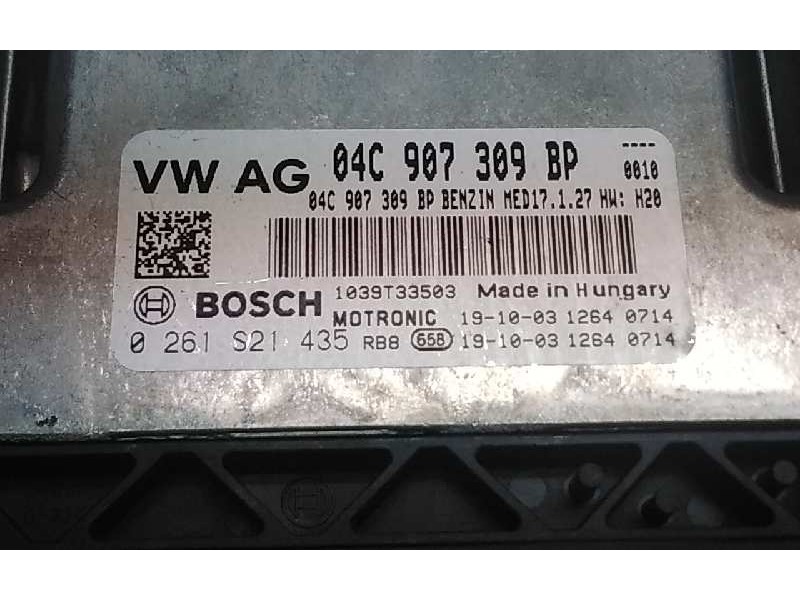 VW AG 04C 907 309 BP ----
0010
04C 907 309 BP BENZIN MED17.1.27 HW: H20
BOSCH 1039T33503 Made in Hungary
MOTRONIC 19-10-03 1264 0714
0 261 S21 435 RB8 558 19-10-03 1264 0714